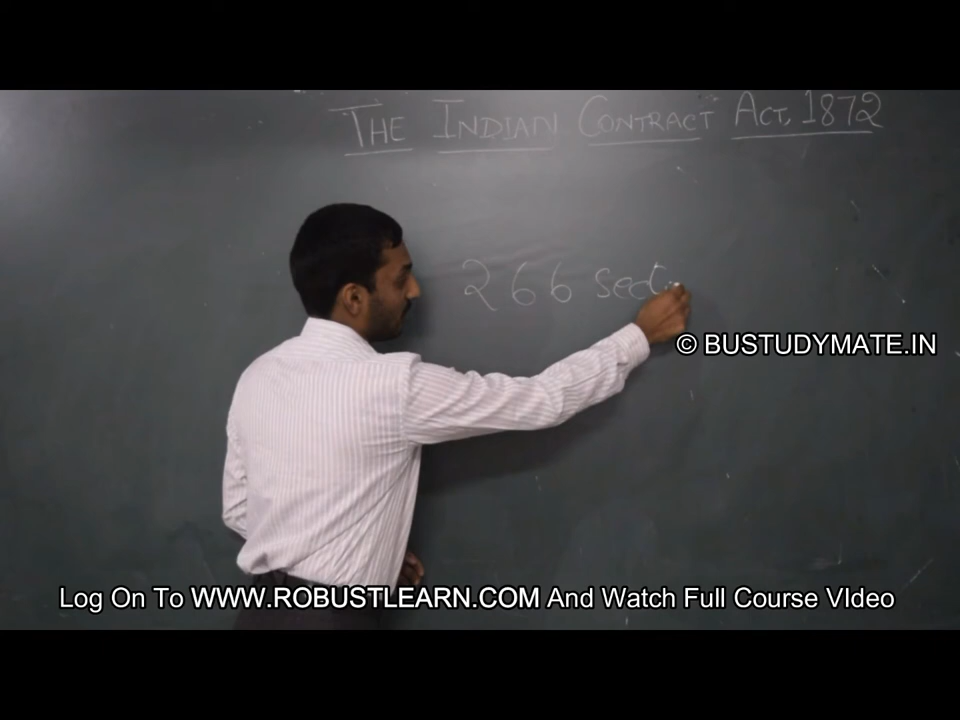 THE INDIAN CONTRACT ACT, 1872
266 sect
© BUSTUDYMATE.IN
Log On To WWW.ROBUSTLEARN.COM And Watch Full Course VIdeo